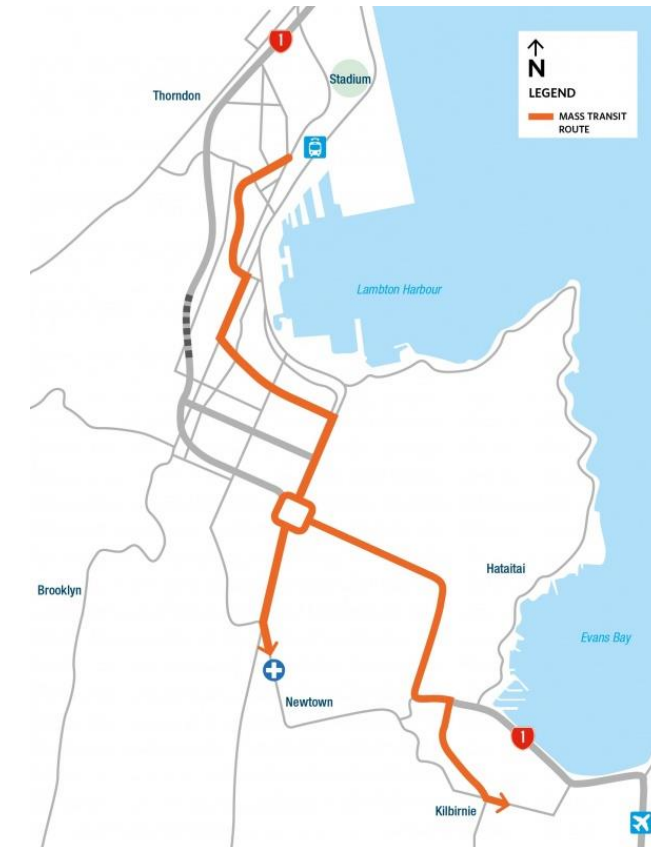 1
N
LEGEND
MASS TRANSIT
ROUTE
Stadium
Thorndon
Lambton Harbour
Hataitai
Brooklyn
Evans Bay
Newtown
1
Kilbirnie